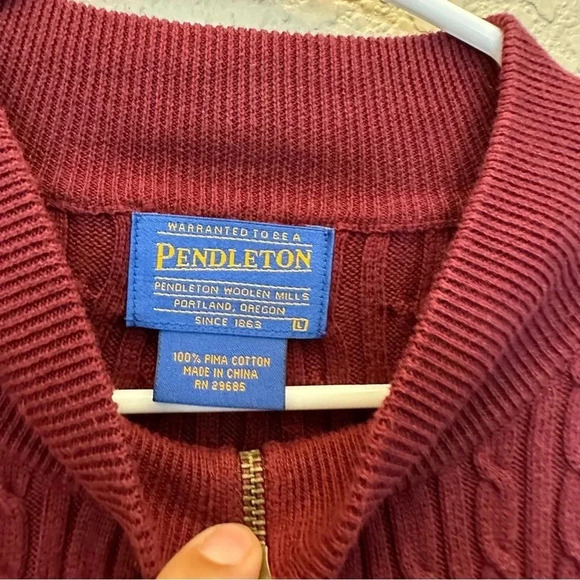 WARRANTED TO BE A
PENDLETON
PENDLETON WOOLEN MILLS
PORTLAND, OREGON
SINCE 1863 L
100% PIMA COTTON
MADE IN CHINA
RN 29685